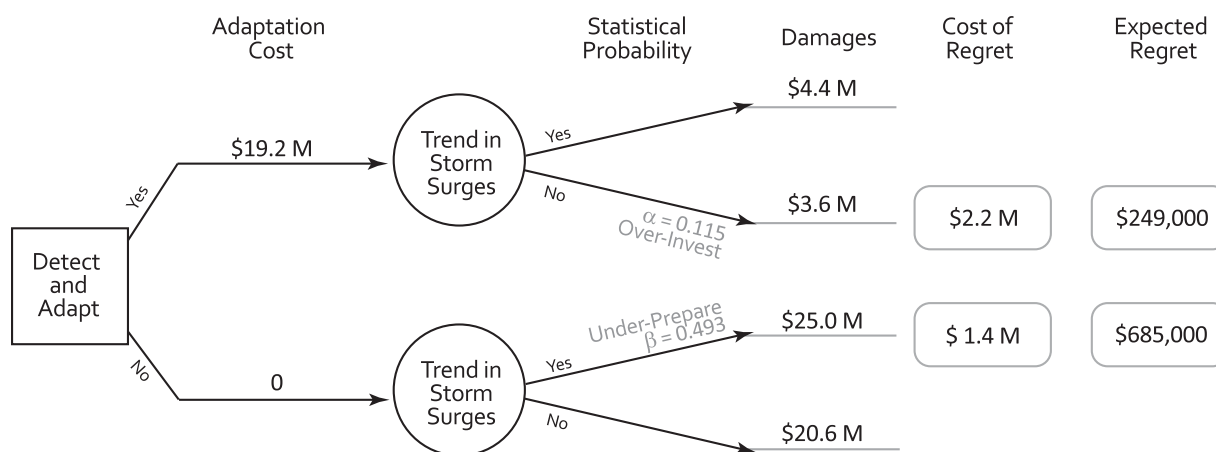 Adaptation
Cost
Statistical
Probability
Damages
Cost of
Regret
Expected
Regret
$4.4 M
Yes
$19.2 M
Trend in
Storm
Surges
Yes
No
$3.6 M
α = 0.115
Over-Invest
$2.2 M
$249,000
Detect
and
Adapt
Under-Prepare
β = 0.493
$25.0 M
$ 1.4 M
$685,000
No
0
Trend in
Storm
Surges
Yes
No
$20.6 M